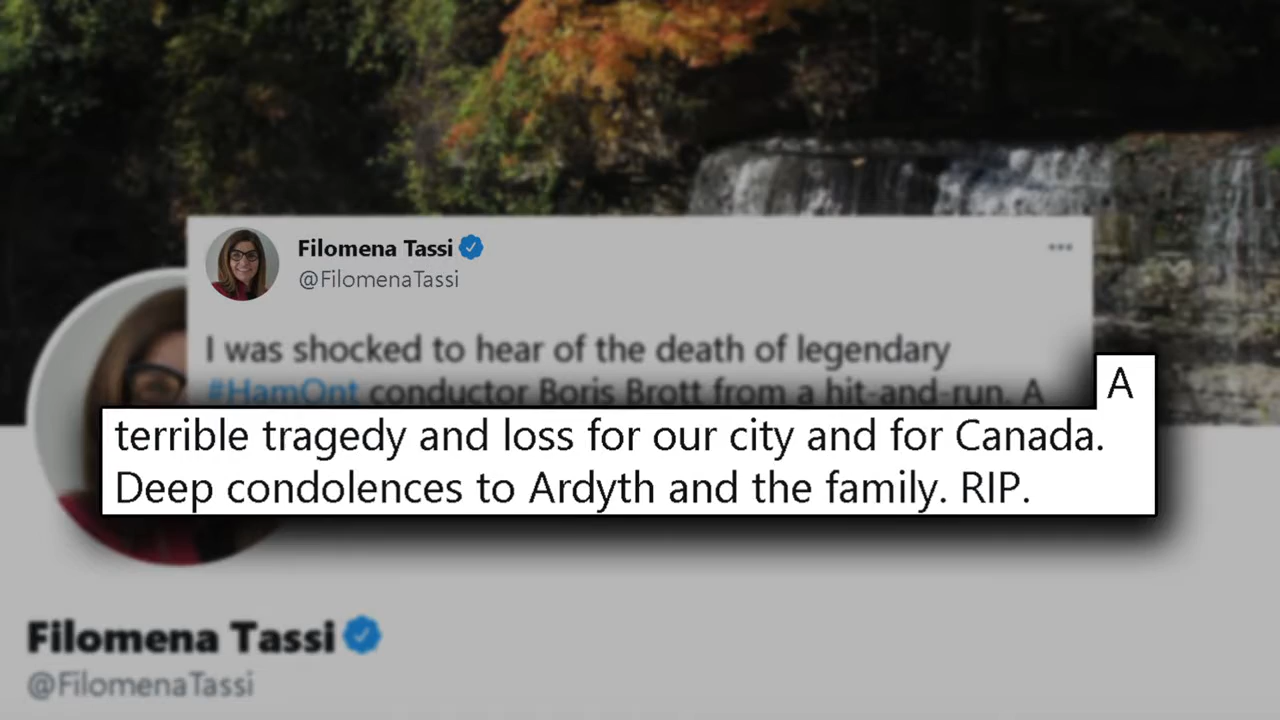 Filomena Tassi
@FilomenaTassi
I was shocked to hear of the death of legendary
#HamOnt conductor Boris Brott from a hit-and-run. A
A
terrible tragedy and loss for our city and for Canada.
Deep condolences to Ardyth and the family. RIP.
Filomena Tassi
@FilomenaTassi